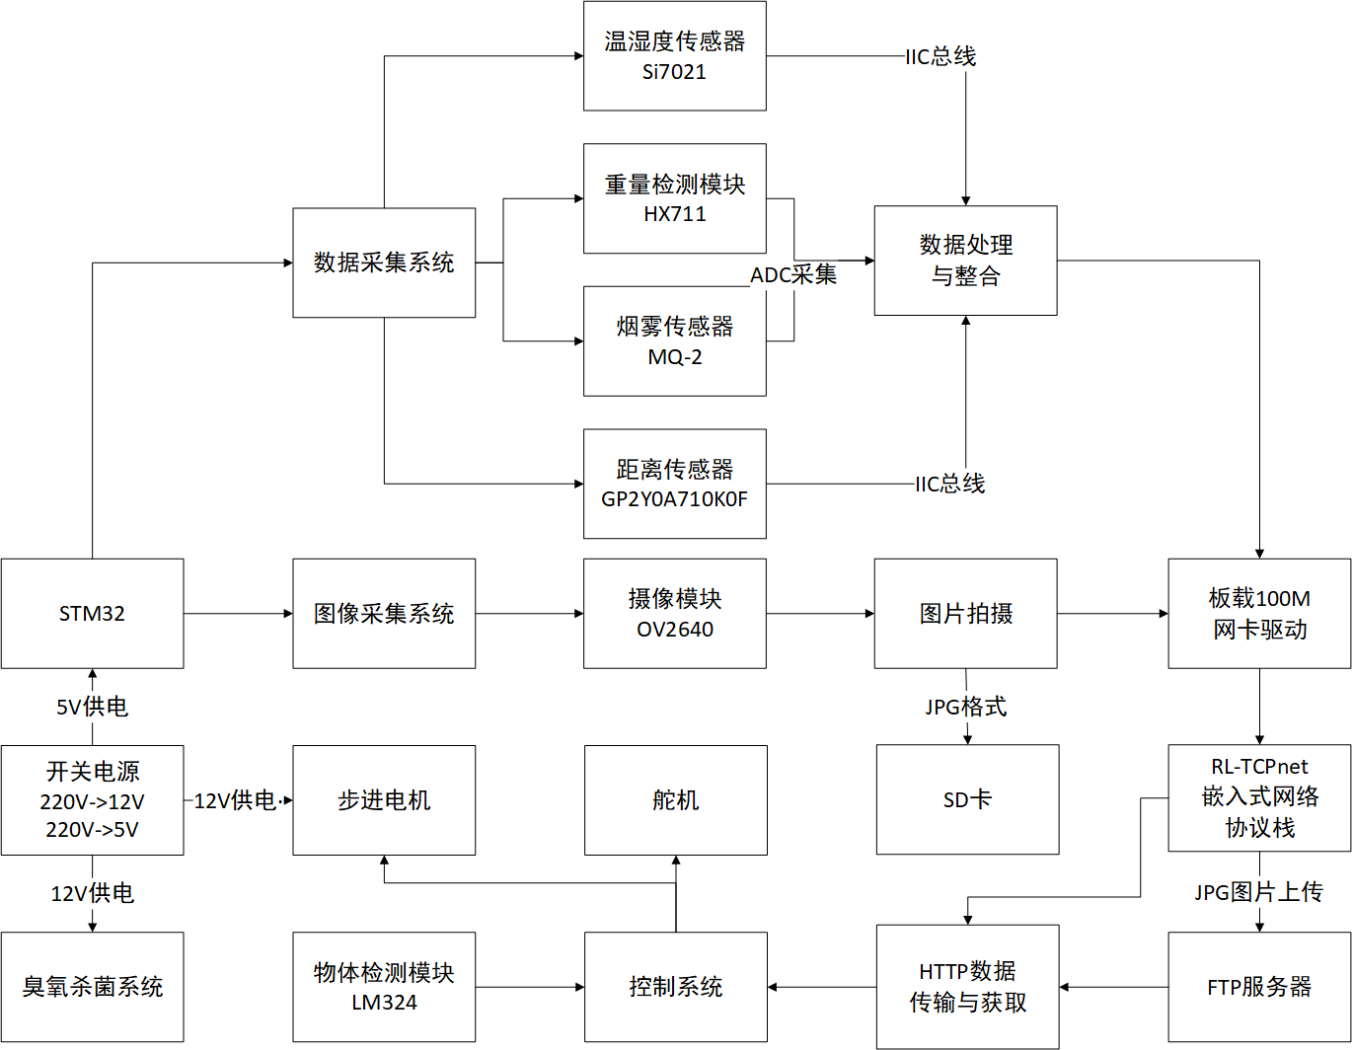 温湿度传感器
Si7021
IIC总线
重量检测模块
HX711
数据采集系统
ADC采集
数据处理
与整合
烟雾传感器
MQ-2
距离传感器
GP2Y0A710K0F
IIC总线
STM32
图像采集系统
摄像模块
OV2640
图片拍摄
板载100M
网卡驱动
5V供电
JPG格式
开关电源
220V->12V
220V->5V
12V供电
步进电机
舵机
SD卡
RL-TCPnet
嵌入式网络
协议栈
12V供电
JPG图片上传
臭氧杀菌系统
物体检测模块
LM324
控制系统
HTTP数据
传输与获取
FTP服务器